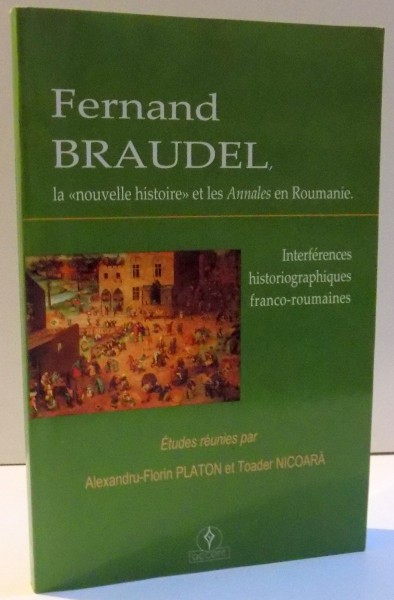 Fernand
BRAUDEL,
la «nouvelle histoire» et les Annales en Roumanie.
Interférences
historiographiques
franco-roumaines
Études réunies par
Alexandru-Florin PLATON et Toader NICOARĂ
accent